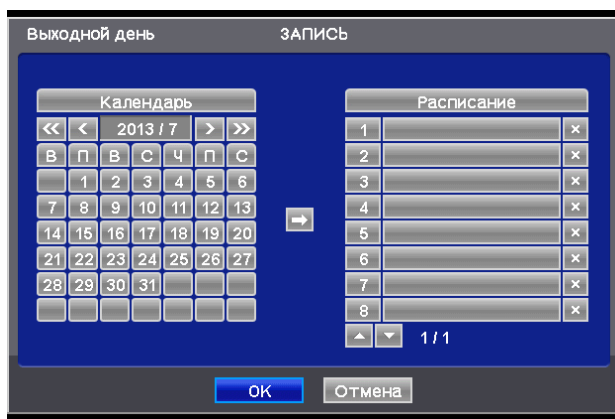 Выходной день ЗАПИСЬ
Календарь
<< < 2013 / 7 > >>
В П В С Ч П С
1 2 3 4 5 6
7 8 9 10 11 12 13
14 15 16 17 18 19 20
21 22 23 24 25 26 27
28 29 30 31
Расписание
1 ×
2 ×
3 ×
4 ×
5 ×
6 ×
7 ×
8 ×
1 / 1
OK Отмена